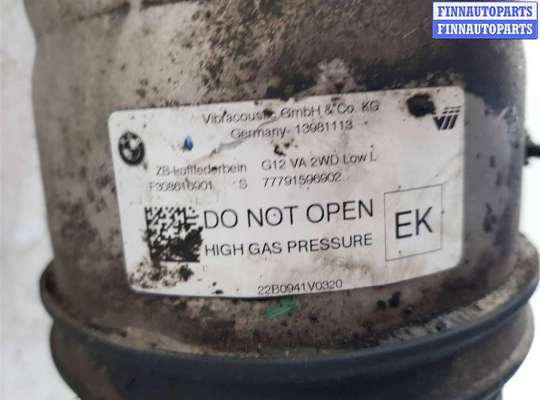 FINNAUTOPARTS
FINNAUTOPARTS
Vibracoustic GmbH & Co. KG
Germany 13981113
ZB-Luftfederbein G12 VA 2WD Low L
F308616901 S 77791596902
DO NOT OPEN
HIGH GAS PRESSURE
EK
22B0941V0320